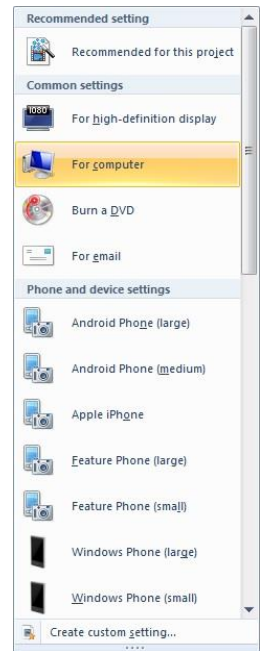 Recommended setting
Recommended for this project
Common settings
1080
For high-definition display
For computer
Burn a DVD
For email
Phone and device settings
Android Phone (large)
Android Phone (medium)
Apple iPhone
Feature Phone (large)
Feature Phone (small)
Windows Phone (large)
Windows Phone (small)
Create custom setting...